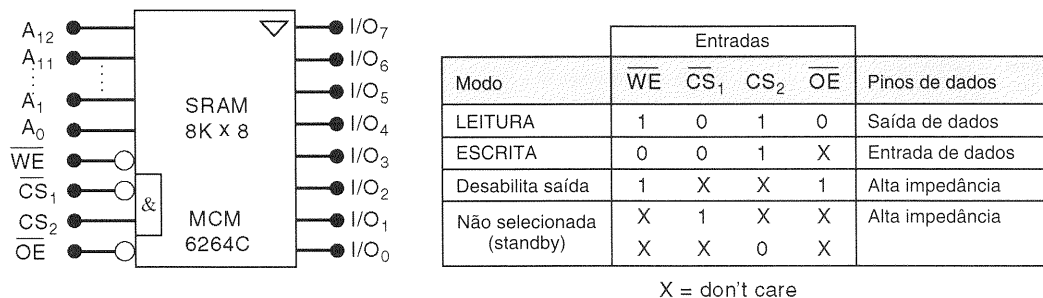 A12
A11
A1
A0
WE
CS1
CS2
OE
&
SRAM
8K x 8
MCM
6264C
I/O7
I/O6
I/O5
I/O4
I/O3
I/O2
I/O1
I/O0
Entradas
Modo WE CS1 CS2 OE Pinos de dados
LEITURA 1 0 1 0 Saída de dados
ESCRITA 0 0 1 X Entrada de dados
Desabilita saída 1 X X 1 Alta impedância
Não selecionada X 1 X X Alta impedância
(standby) X X 0 X
X = don't care